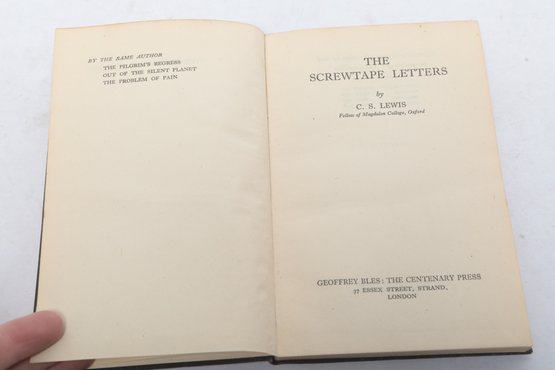 BY THE SAME AUTHOR
THE PILGRIM'S REGRESS
OUT OF THE SILENT PLANET
THE PROBLEM OF PAIN
THE
SCREWTAPE LETTERS
by
C. S. LEWIS
Fellow of Magdalen College, Oxford
GEOFFREY BLES: THE CENTENARY PRESS
37 ESSEX STREET, STRAND,
LONDON